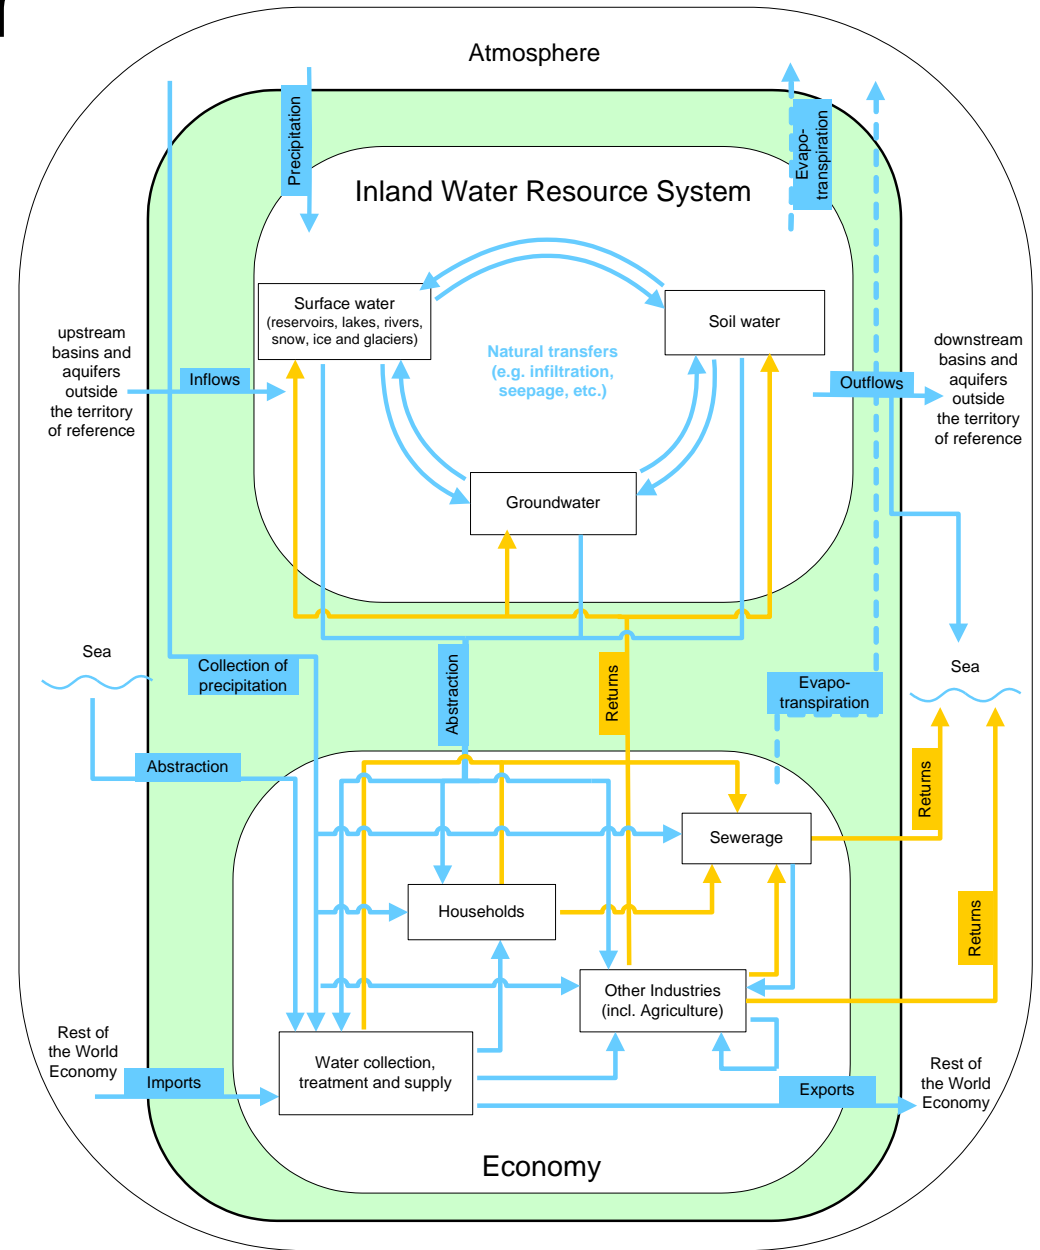 Atmosphere
Precipitation
Evapo-
transpiration
Inland Water Resource System
Surface water
(reservoirs, lakes, rivers,
snow, ice and glaciers)
Soil water
Natural transfers
(e.g. infiltration,
seepage, etc.)
upstream
basins and
aquifers
outside
the territory
of reference
Inflows
Outflows
downstream
basins and
aquifers
outside
the territory
of reference
Groundwater
Sea
Collection of
precipitation
Abstraction
Returns
Evapo-
transpiration
Sea
Abstraction
Returns
Sewerage
Households
Returns
Other Industries
(incl. Agriculture)
Rest of
the World
Economy
Imports
Water collection,
treatment and supply
Exports
Rest of
the World
Economy
Economy